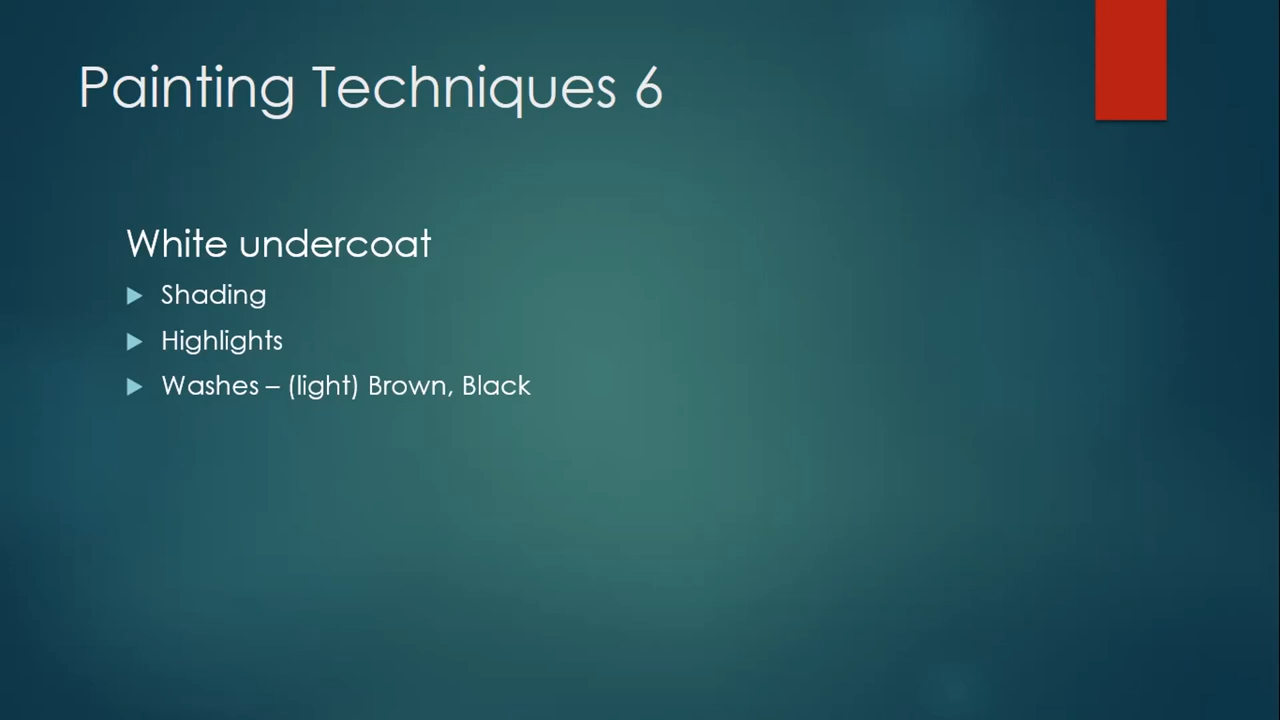 Painting Techniques 6
White undercoat
Shading
Highlights
Washes – (light) Brown, Black